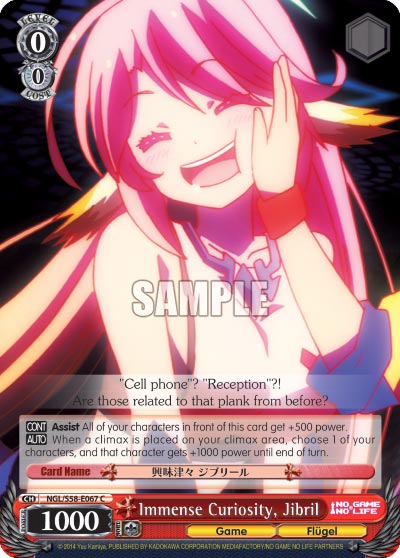 LEVEL
0
0
COST
SAMPLE
"Cell phone"? "Reception"?!
Are those related to that plank from before?
CONT Assist All of your characters in front of this card get +500 power.
AUTO When a climax is placed on your climax area, choose 1 of your
characters, and that character gets +1000 power until end of turn.
Card Name 興味津々 ジブリール
CH NGL/S58-E067 C
POWER 1000 SOUL Immense Curiosity, Jibril NO GAME NO LIFE
Game Flügel
© 2014 Yuu Kamiya, PUBLISHED BY KADOKAWA CORPORATION MEDIAFACTORY/NO GAME NO LIFE PARTNERS